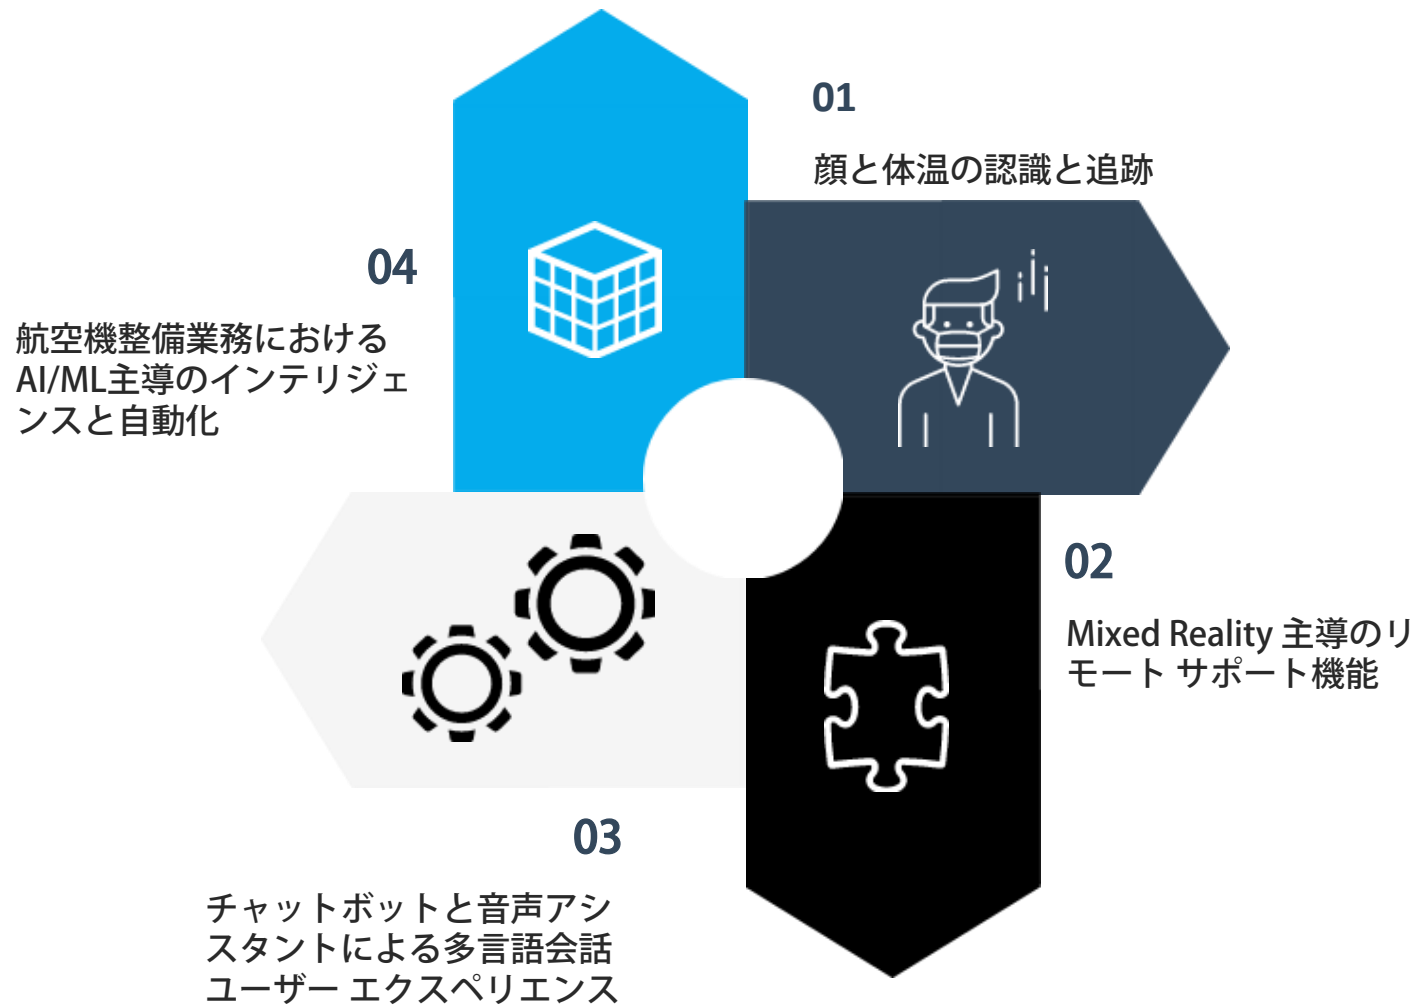 01
顔と体温の認識と追跡
02
Mixed Reality 主導のリ
モート サポート機能
03
チャットボットと音声アシ
スタントによる多言語会話
ユーザー エクスペリエンス
04
航空機整備業務における
AI/ML主導のインテリジェ
ンスと自動化